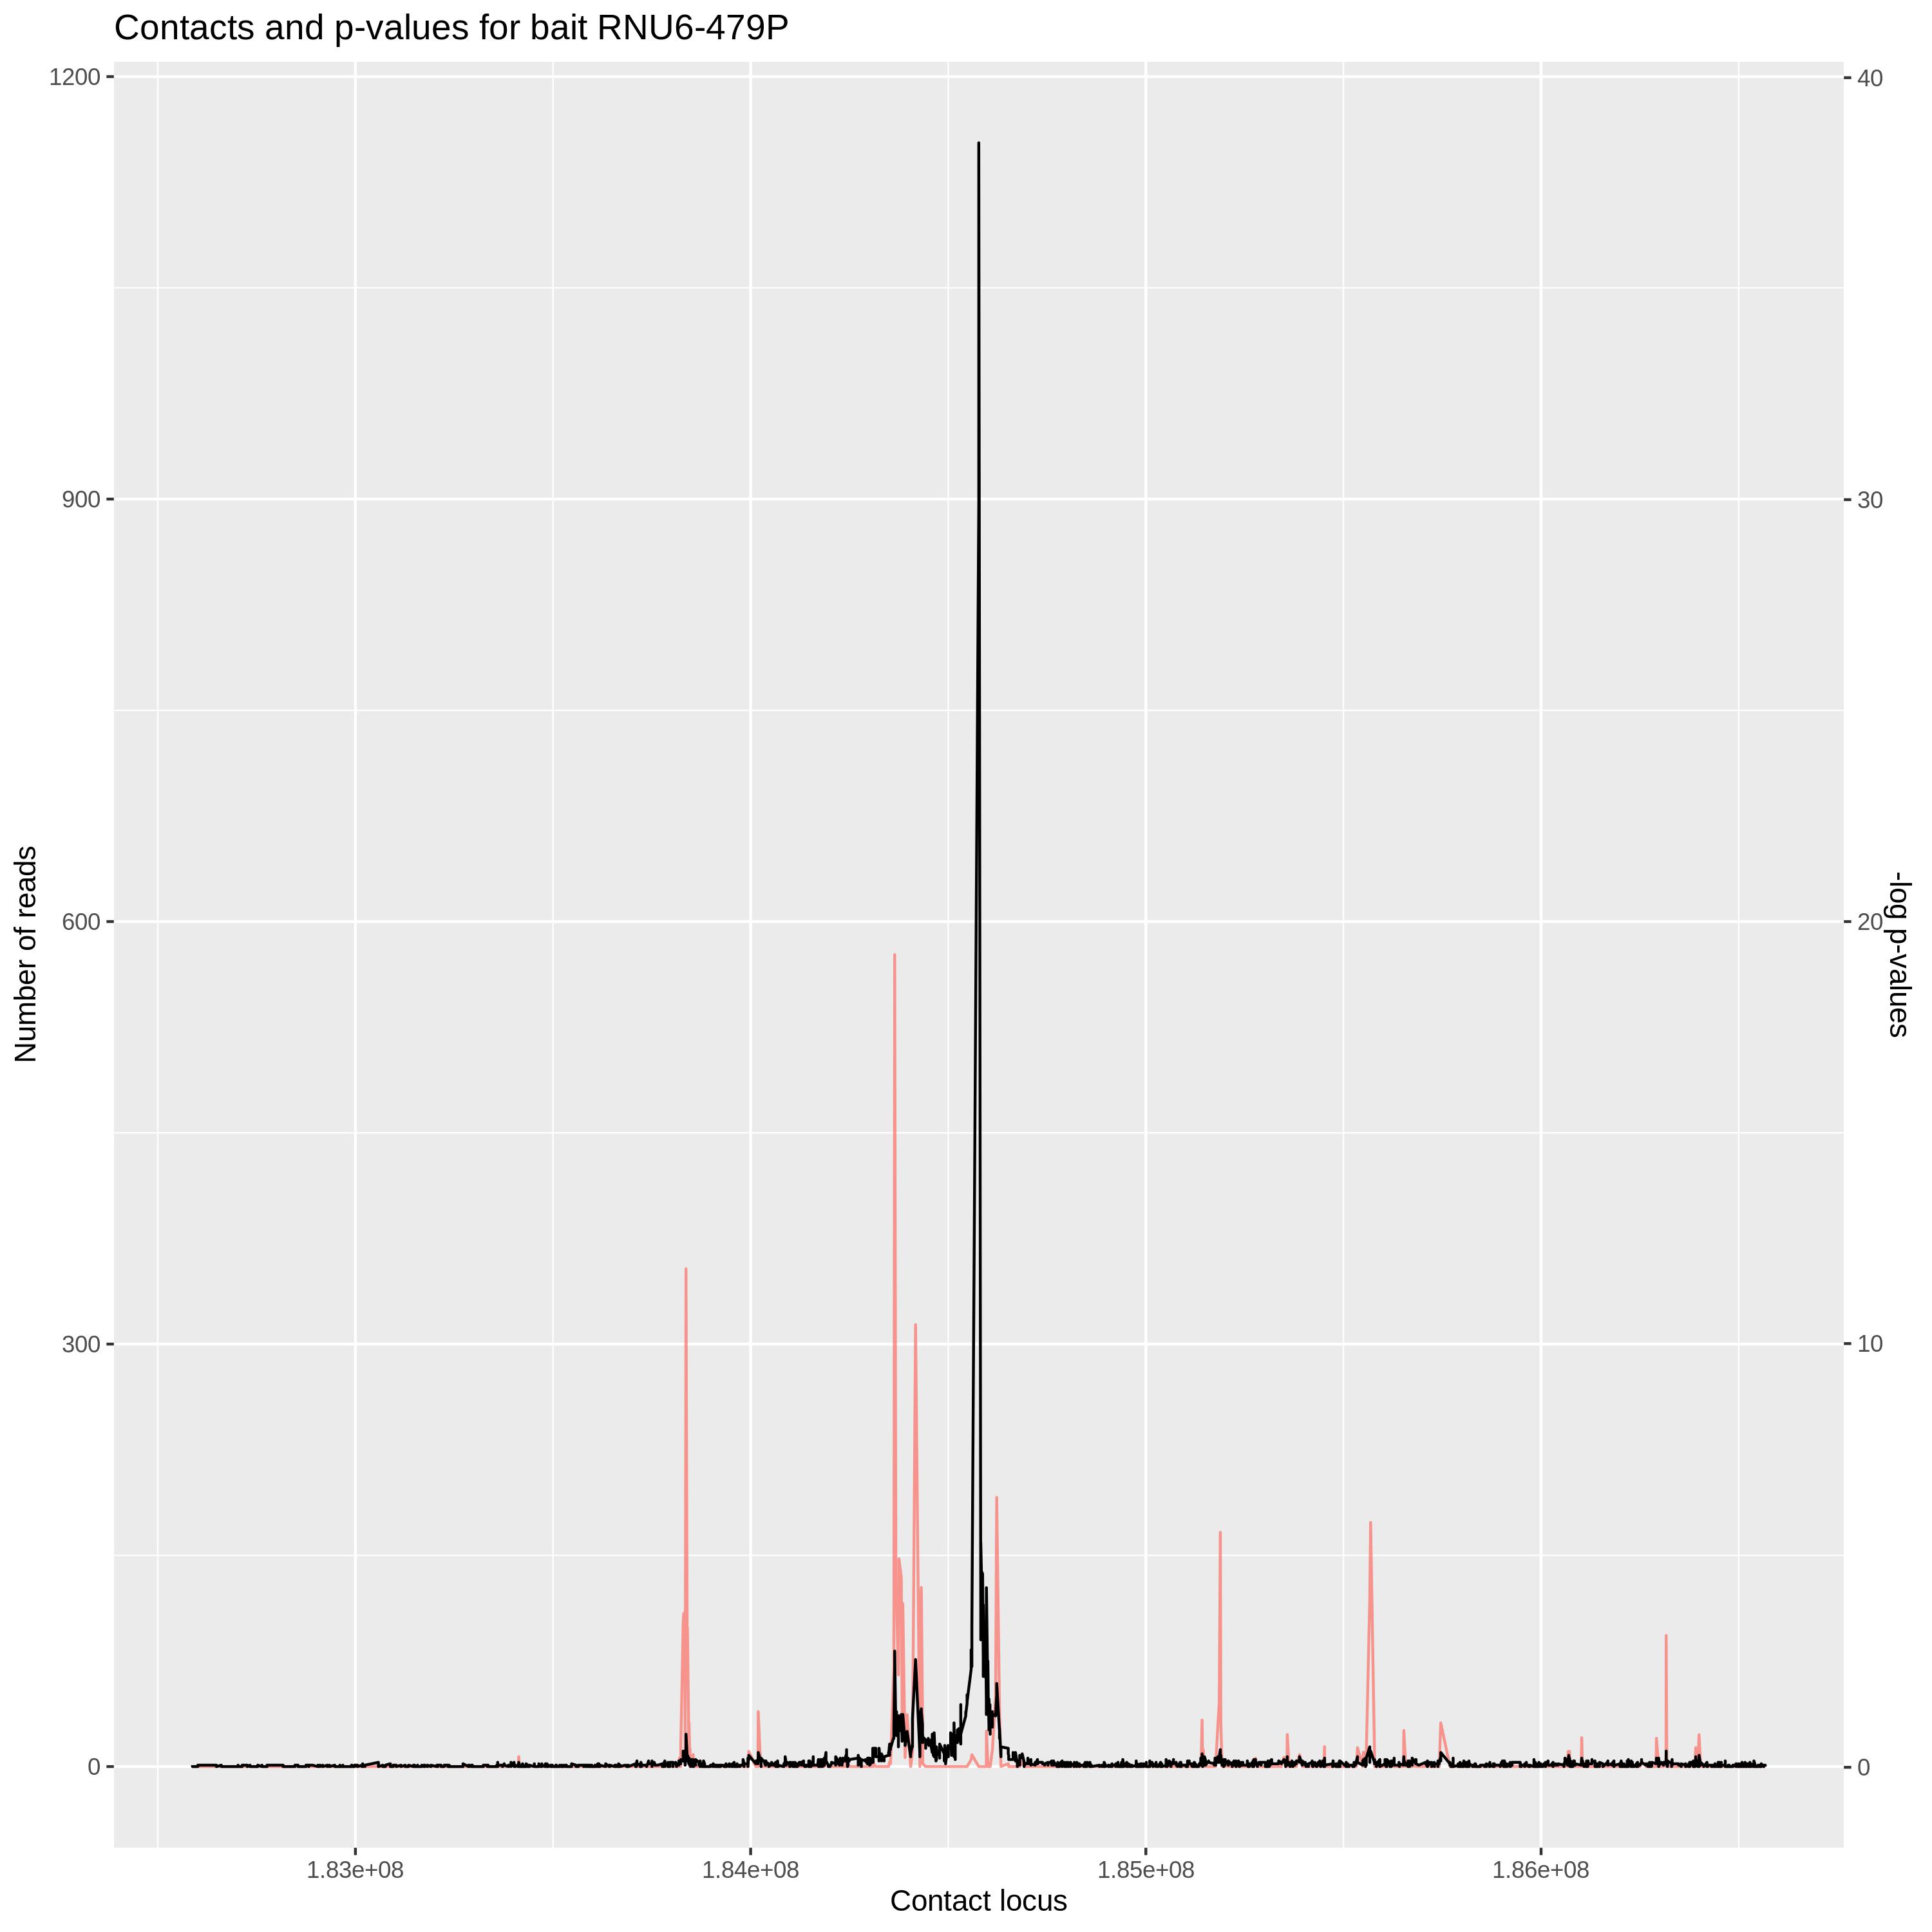 Contacts and p-values for bait RNU6-479P
1200
900
600
300
0
Number of reads
40
30
20
10
0
-log p-values
1.83e+08
1.84e+08
1.85e+08
1.86e+08
Contact locus